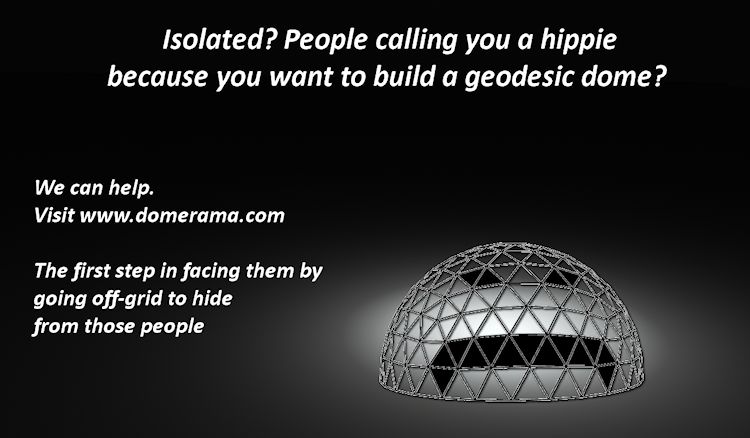 Isolated? People calling you a hippie
because you want to build a geodesic dome?
We can help.
Visit www.domerama.com
The first step in facing them by
going off-grid to hide
from those people